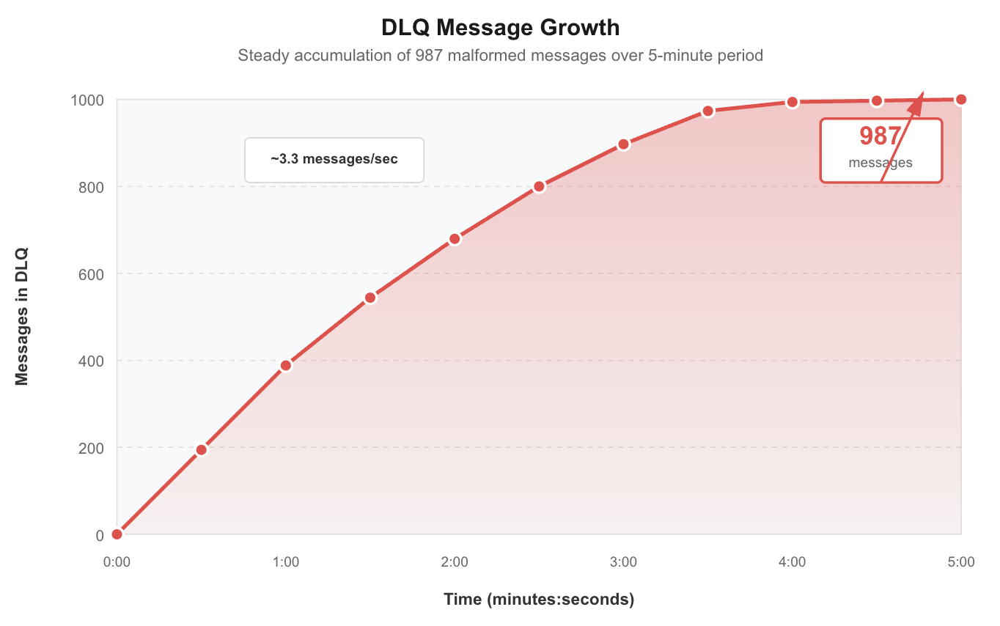 DLQ Message Growth
Steady accumulation of 987 malformed messages over 5-minute period
1000
800
600
400
200
0
~3.3 messages/sec
987
messages
Messages in DLQ
0:00
1:00
2:00
3:00
4:00
5:00
Time (minutes:seconds)